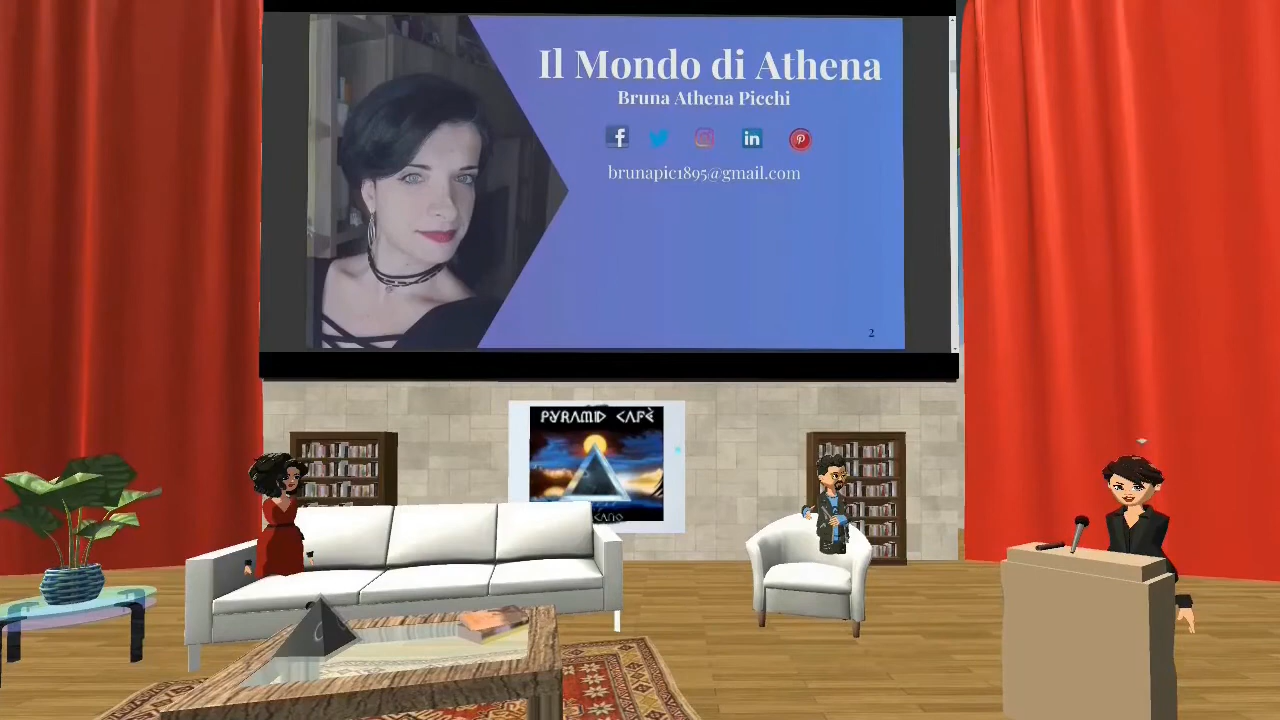 Il Mondo di Athena
Bruna Athena Picchi
brunapic1895@gmail.com
2
PYRAMID CAFÈ